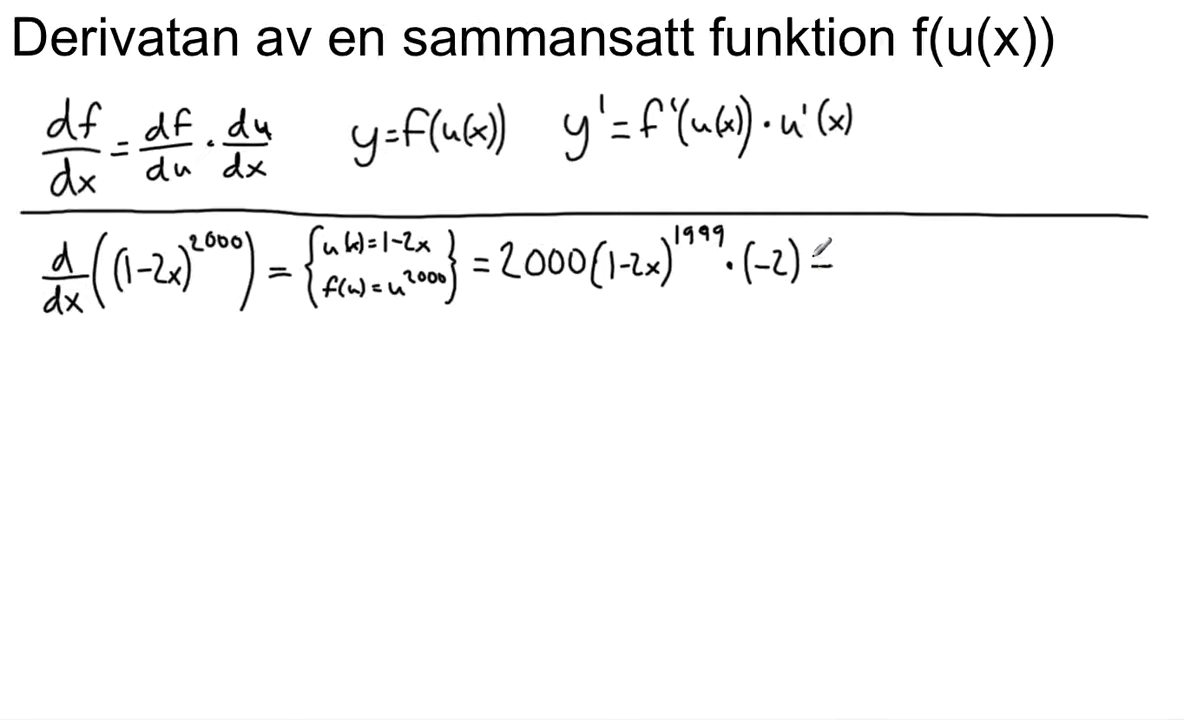 Derivatan av en sammansatt funktion f(u(x))
df/dx = df/du · du/dx y=f(u(x)) y'=f'(u(x))·u'(x)
d/dx((1-2x)^2000) = {u(x)=1-2x f(u)=u^2000} = 2000(1-2x)^1999·(-2) =